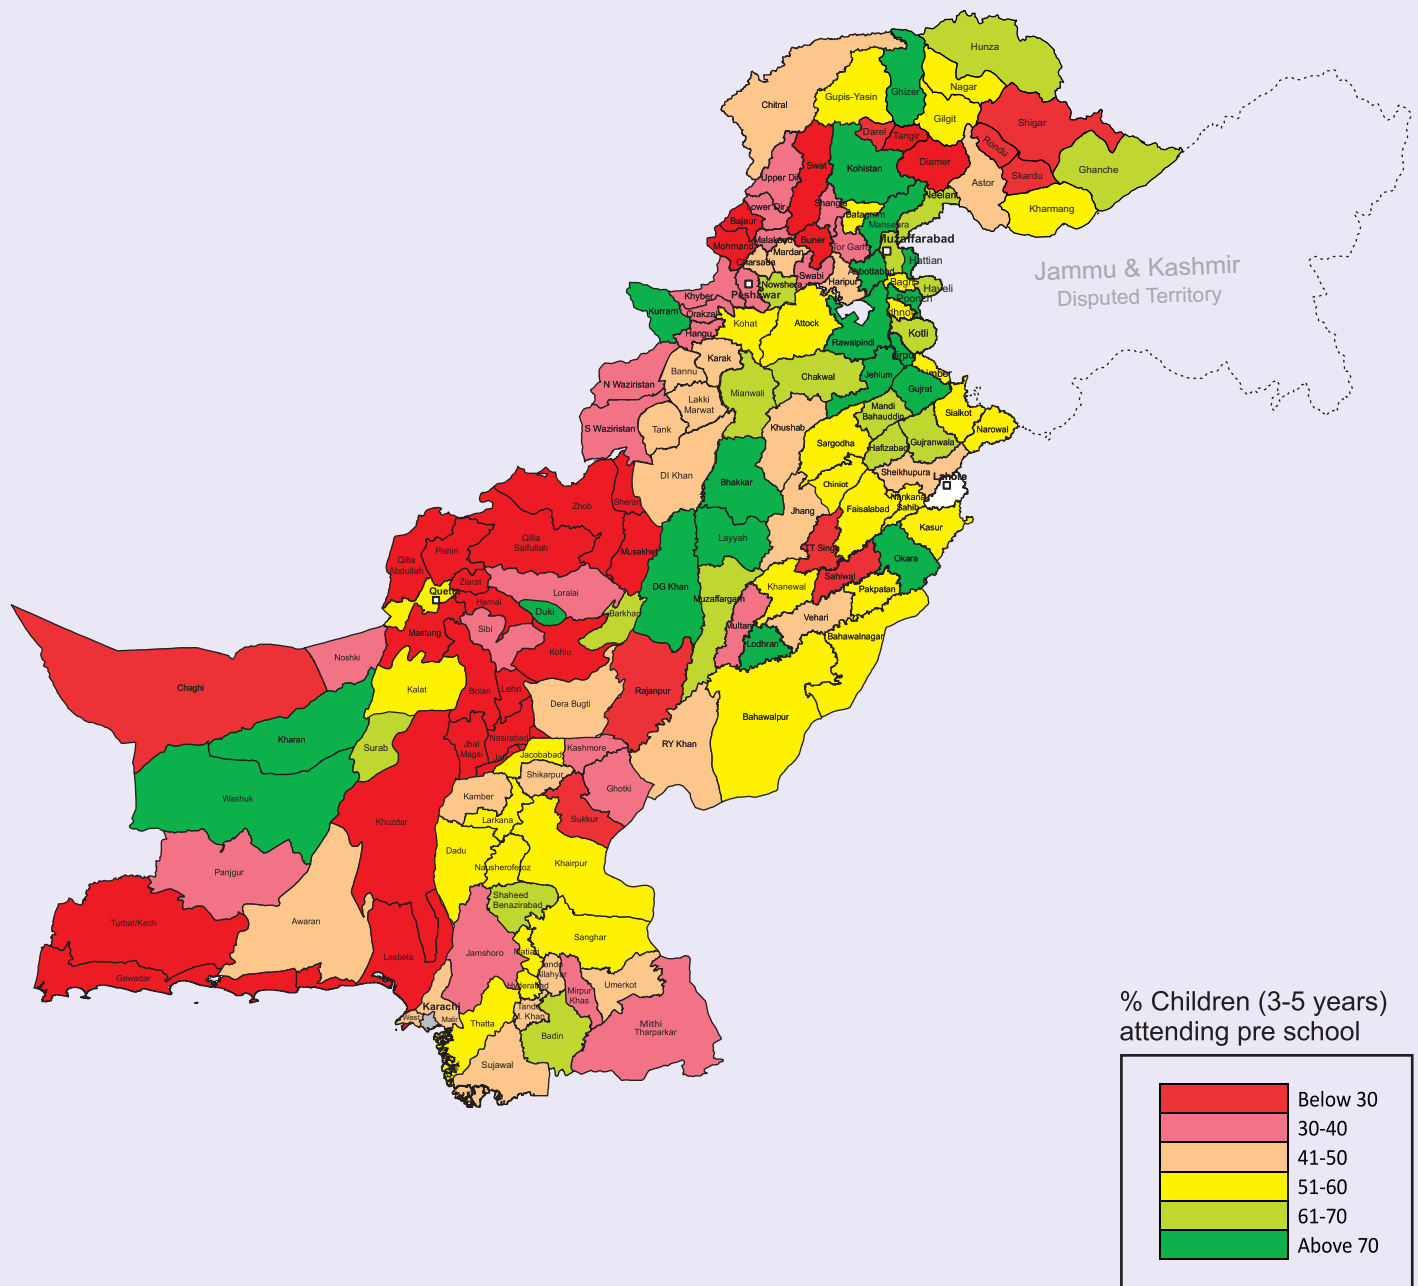 Hunza
Chitral
Gupis-Yasin
Ghizer
Nagar
Gilgit
Shigar
Darel
Tangir
Rondu
Swat
Kohistan
Diamer
Skardu
Ghanche
Upper Dir
Astor
Neelam
Lower Dir
Shangla
Kharmang
Batagram
Bajaur
Mansehra
Mohmand
Buner
Muzaffarabad
Tor Garh
Mardan
Charsada
Hattian
Swabi
Abbottabad
Haripur
Nowshera
Bagh
Haveli
Khyber
Peshawar
Poonch
Kurram
Orakzai
Kohat
Attock
Hangu
Kotli
Rawalpindi
Jammu & Kashmir
Disputed Territory
Karak
Bannu
N Waziristan
Chakwal
Jehlum
Gujrat
Mianwali
Lakki
Marwat
Mandi
Bahauddin
Sialkot
Narowal
S Waziristan
Tank
Khushab
Sargodha
Hafizabad
Gujranwala
DI Khan
Sheikhupura
Lahore
Bhakkar
Chiniot
Nankana
Sahib
Zhob
Jhang
Faisalabad
Kasur
Qilla
Saifullah
Musakhel
Layyah
TT Singh
Okara
Pishin
Qilla
Abdullah
Ziarat
Loralai
DG Khan
Khanewal
Sahiwal
Pakpatan
Quetta
Harnai
Duki
Barkhan
Muzaffargarh
Multan
Vehari
Mastung
Sibi
Lodhran
Bahawalnagar
Noshki
Kohlu
Chaghi
Kalat
Bolan
Lehri
Rajanpur
Dera Bugti
Bahawalpur
Kharan
Surab
Jhal
Magsi
Nasirabad
Jacobabad
Kashmore
RY Khan
Shikarpur
Ghotki
Washuk
Kamber
Khuzdar
Larkana
Sukkur
Dadu
Khairpur
Panjgur
Shaheed
Benazirabad
Turbat/Kech
Awaran
Sanghar
Lasbela
Jamshoro
Gawadar
Umerkot
Mirpur
Khas
Karachi
West
Malir
Thatta
Mithi
Tharparkar
Badin
Sujawal
% Children (3-5 years)
attending pre school
Below 30
30-40
41-50
51-60
61-70
Above 70